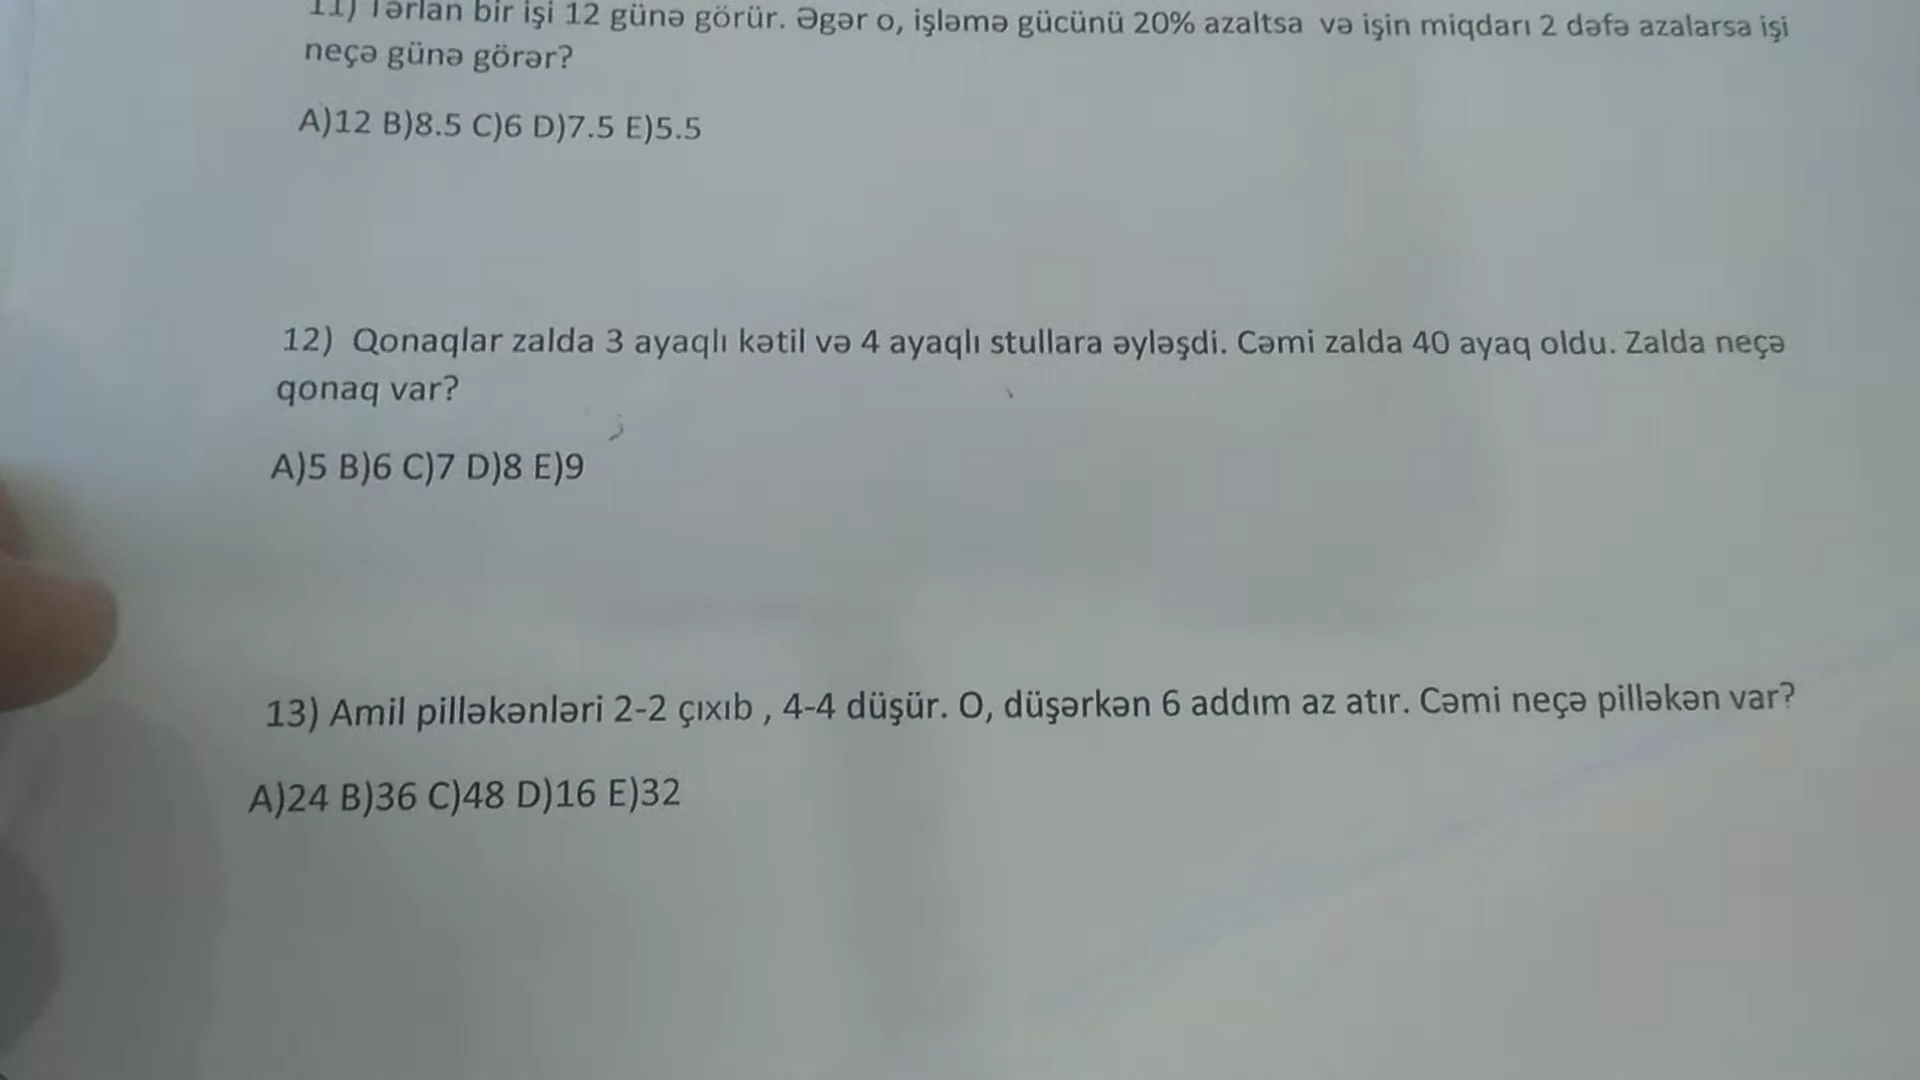 11) Tərlan bir işi 12 günə görür. Əgər o, işləmə gücünü 20% azaltsa və işin miqdarı 2 dəfə azalarsa işi
neçə günə görər?
A)12 B)8.5 C)6 D)7.5 E)5.5
12) Qonaqlar zalda 3 ayaqlı kətil və 4 ayaqlı stullara əyləşdi. Cəmi zalda 40 ayaq oldu. Zalda neçə
qonaq var?
A)5 B)6 C)7 D)8 E)9
13) Amil pilləkənləri 2-2 çıxıb , 4-4 düşür. O, düşərkən 6 addım az atır. Cəmi neçə pilləkən var?
A)24 B)36 C)48 D)16 E)32